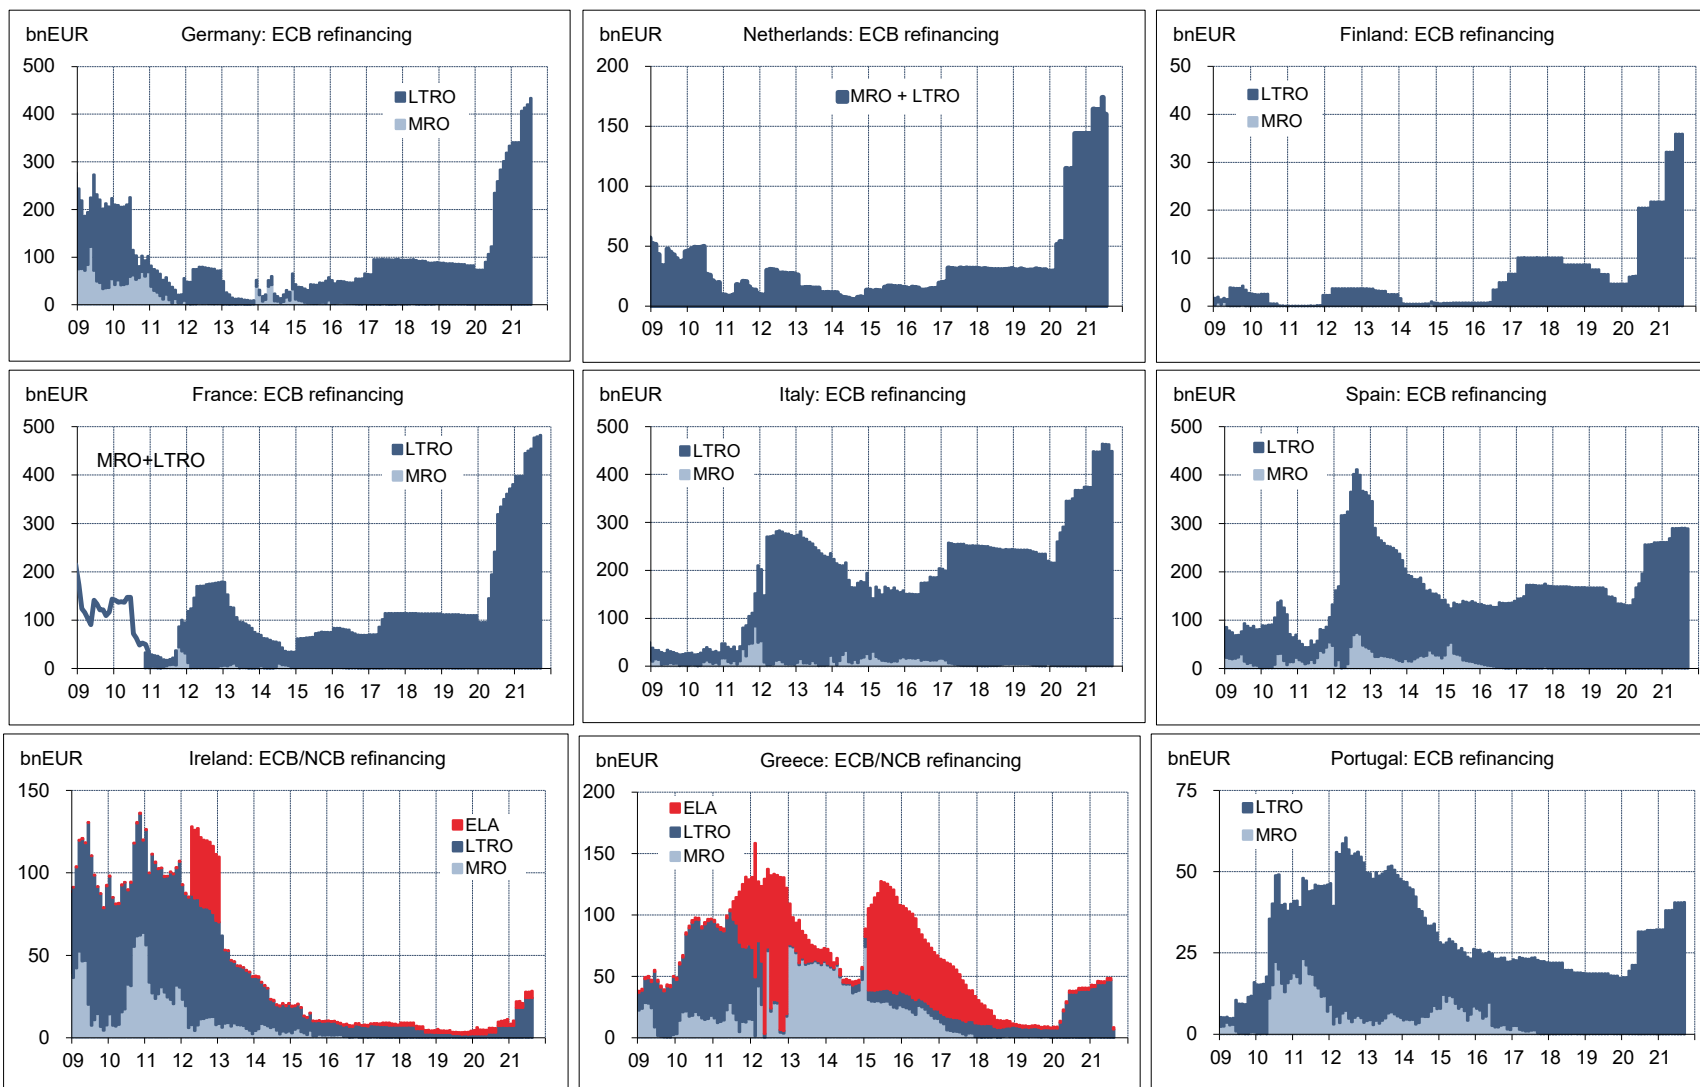 bnEUR Germany: ECB refinancing
500
400
300
200
100
0
LTRO
MRO
09 10 11 12 13 14 15 16 17 18 19 20 21
bnEUR Netherlands: ECB refinancing
200
150
100
50
0
MRO + LTRO
09 10 11 12 13 14 15 16 17 18 19 20 21
bnEUR Finland: ECB refinancing
50
40
30
20
10
0
LTRO
MRO
09 10 11 12 13 14 15 16 17 18 19 20 21
bnEUR France: ECB refinancing
500
400
300
200
100
0
MRO+LTRO
LTRO
MRO
09 10 11 12 13 14 15 16 17 18 19 20 21
bnEUR Italy: ECB refinancing
500
400
300
200
100
0
LTRO
MRO
09 10 11 12 13 14 15 16 17 18 19 20 21
bnEUR Spain: ECB refinancing
500
400
300
200
100
0
LTRO
MRO
09 10 11 12 13 14 15 16 17 18 19 20 21
bnEUR Ireland: ECB/NCB refinancing
150
100
50
0
ELA
LTRO
MRO
09 10 11 12 13 14 15 16 17 18 19 20 21
bnEUR Greece: ECB/NCB refinancing
200
150
100
50
0
ELA
LTRO
MRO
09 10 11 12 13 14 15 16 17 18 19 20 21
bnEUR Portugal: ECB refinancing
75
50
25
0
LTRO
MRO
09 10 11 12 13 14 15 16 17 18 19 20 21